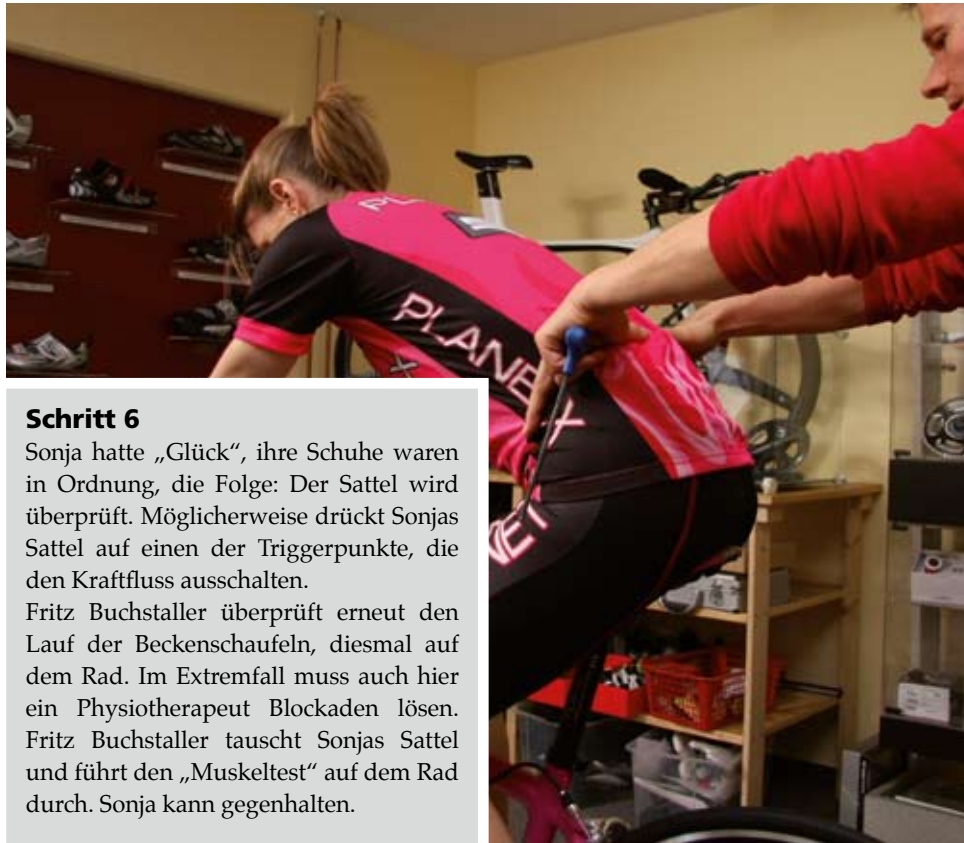 PLANET X
Schritt 6
Sonja hatte „Glück“, ihre Schuhe waren
in Ordnung, die Folge: Der Sattel wird
überprüft. Möglicherweise drückt Sonjas
Sattel auf einen der Triggerpunkte, die
den Kraftfluss ausschalten.
Fritz Buchstaller überprüft erneut den
Lauf der Beckenschaufeln, diesmal auf
dem Rad. Im Extremfall muss auch hier
ein Physiotherapeut Blockaden lösen.
Fritz Buchstaller tauscht Sonjas Sattel
und führt den „Muskeltest“ auf dem Rad
durch. Sonja kann gegenhalten.